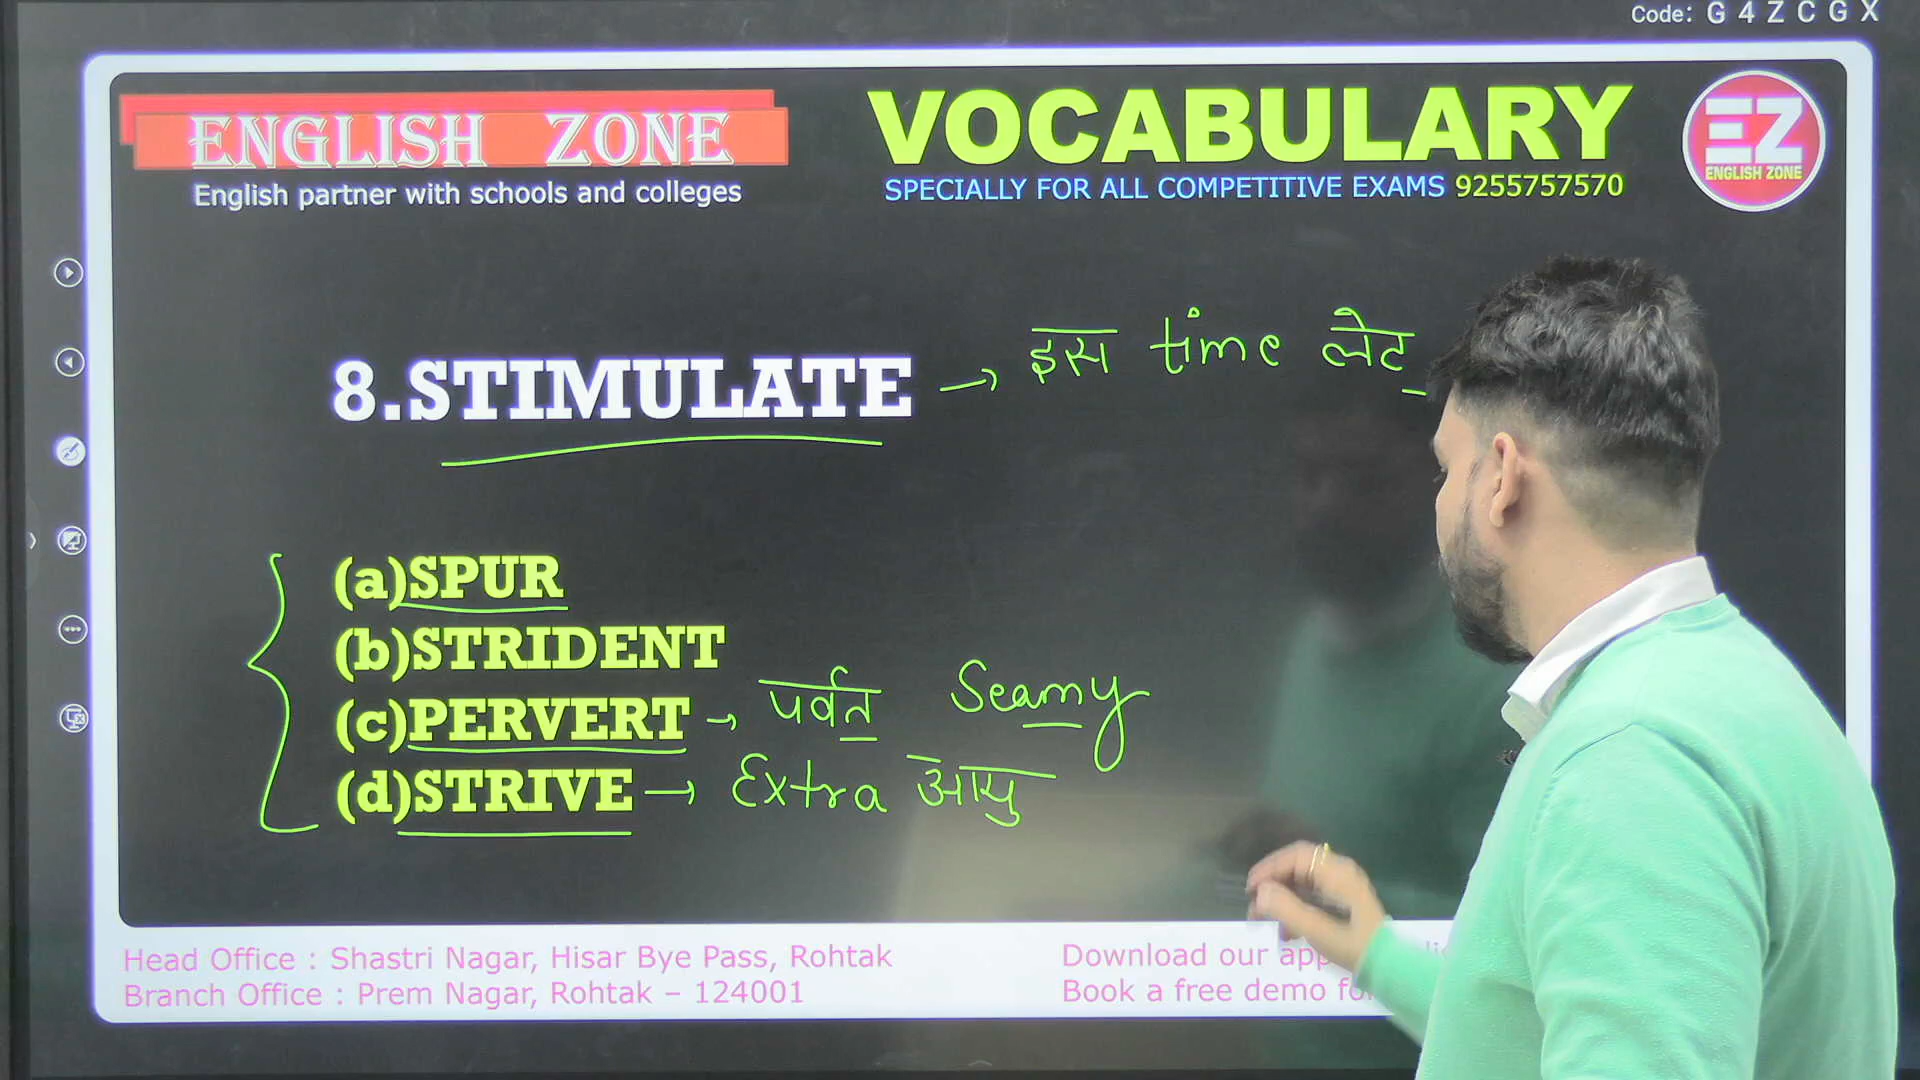 Code: G 4 Z C G X
ENGLISH ZONE
English partner with schools and colleges
VOCABULARY
SPECIALLY FOR ALL COMPETITIVE EXAMS 9255757570
EZ
ENGLISH ZONE
8.STIMULATE → इस time लेट
(a)SPUR
(b)STRIDENT
(c)PERVERT → पर्वत Seamy
(d)STRIVE → Extra आयु
Head Office : Shastri Nagar, Hisar Bye Pass, Rohtak
Branch Office : Prem Nagar, Rohtak – 124001
Download our app
Book a free demo